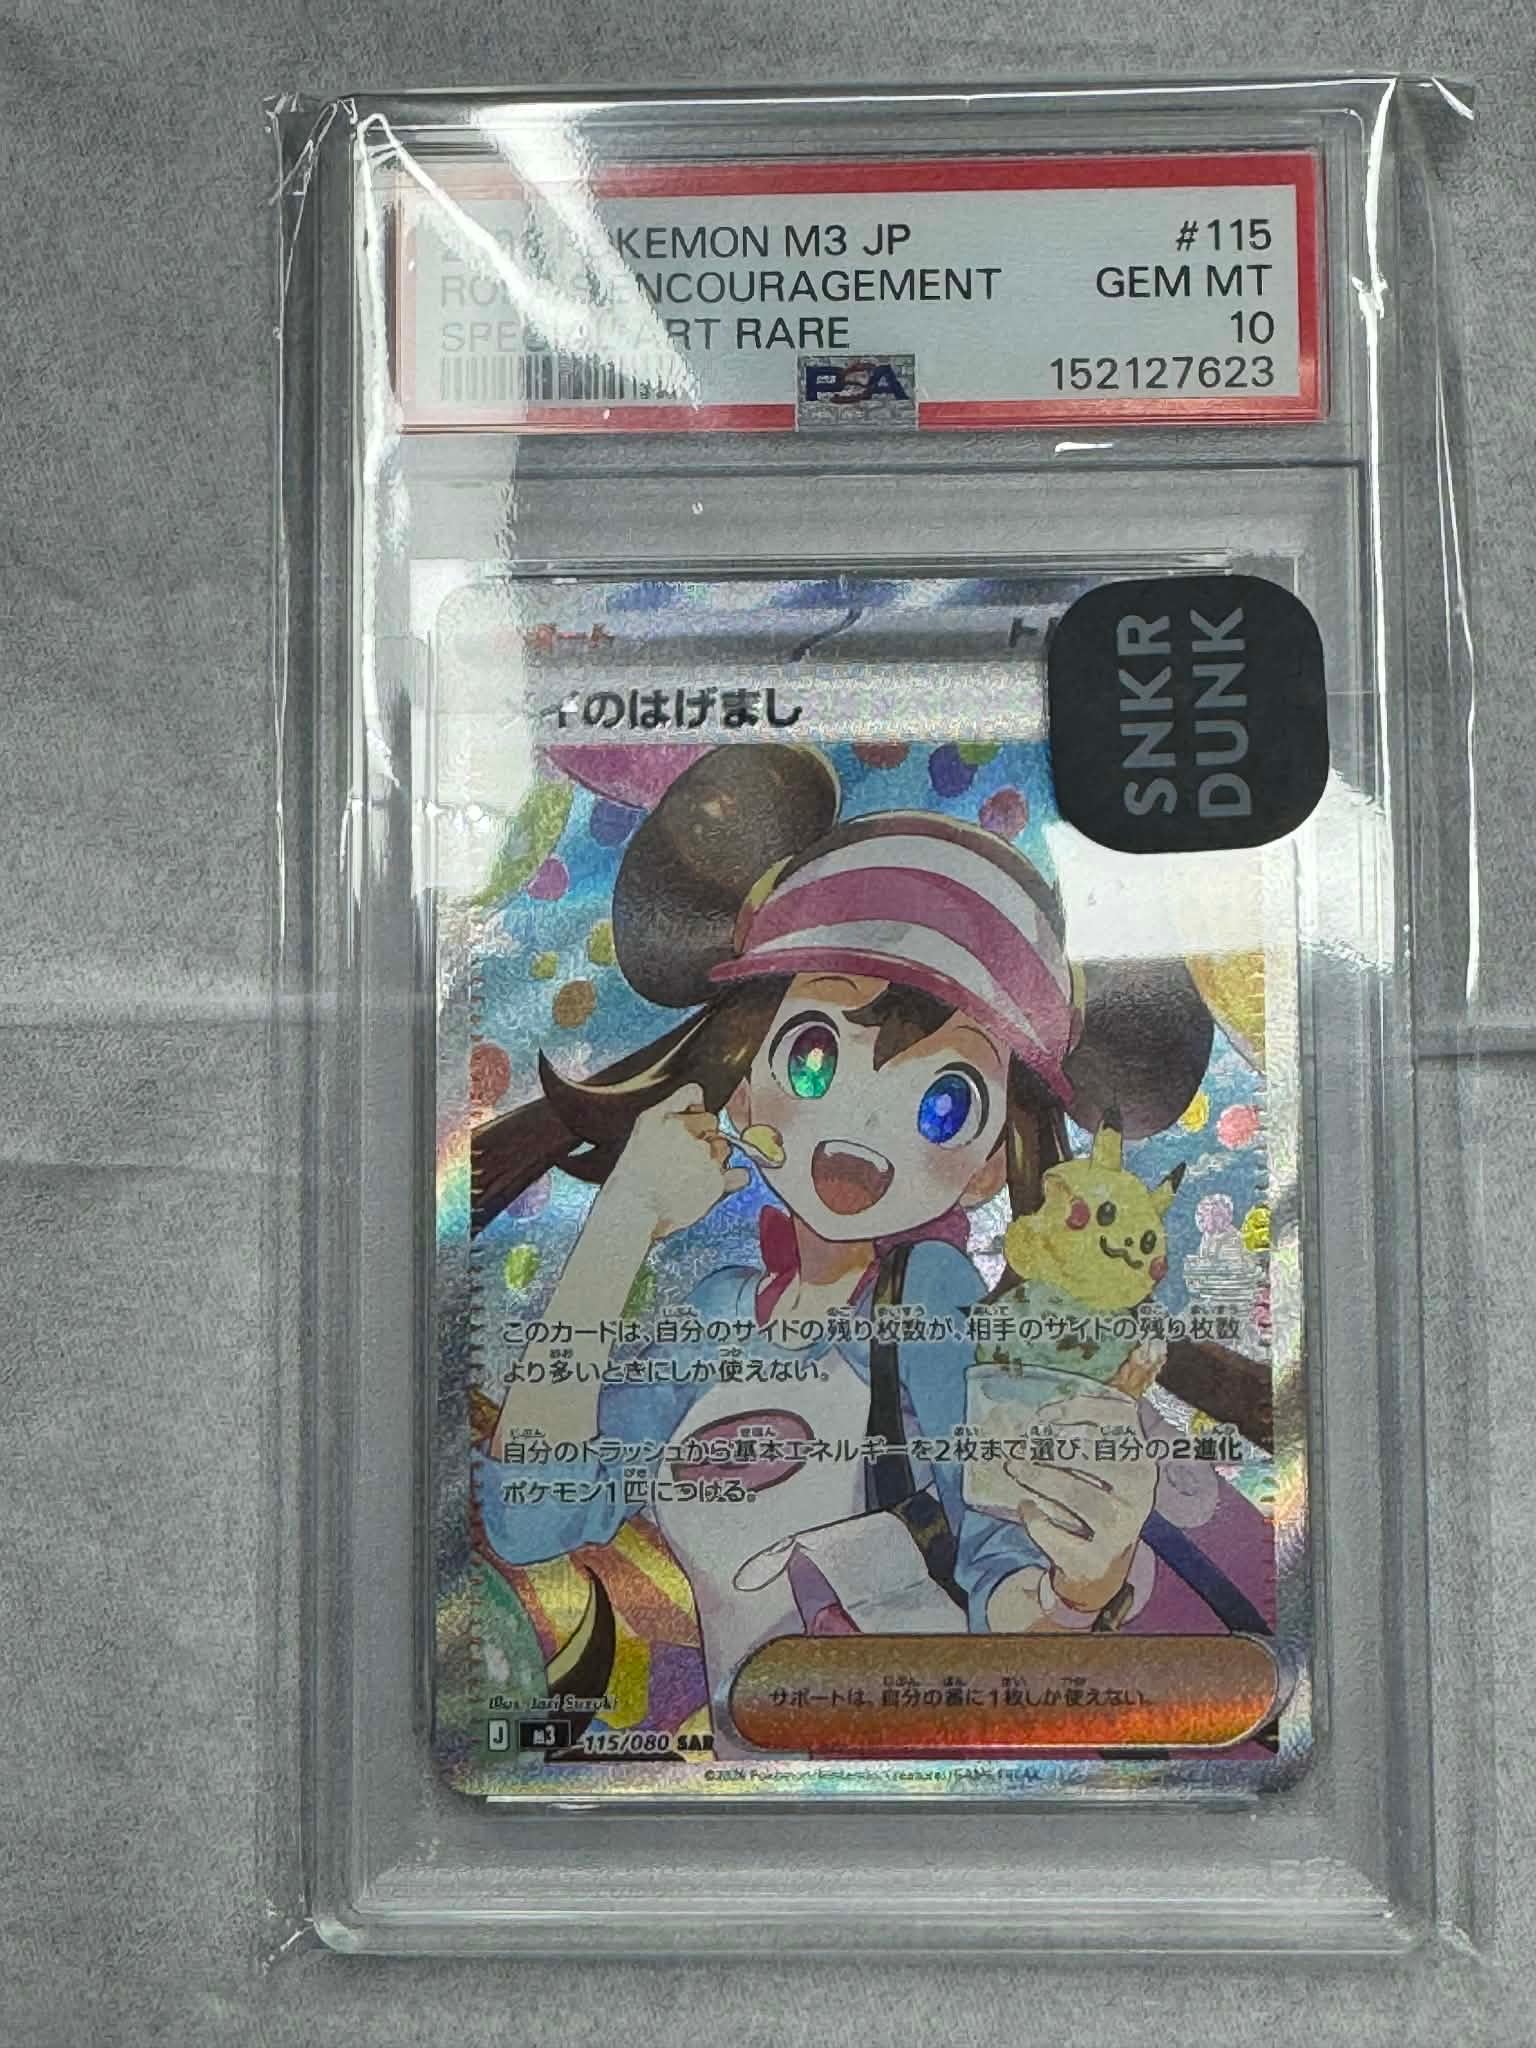 POKEMON M3 JP
#115
ENCOURAGEMENT
GEM MT
SPECIAL ART RARE
10
PSA
152127623
SNKR
DUNK
イのはげまし
このカードは、自分のサイドの残り枚数が、相手のサイドの残り枚数
より多いときにしか使えない。
自分のトラッシュから基本エネルギーを2枚まで選び、自分の2進化
ポケモン1匹につける。
サポートは、自分の番に1枚しか使えない。
J M3 115/080 SAR